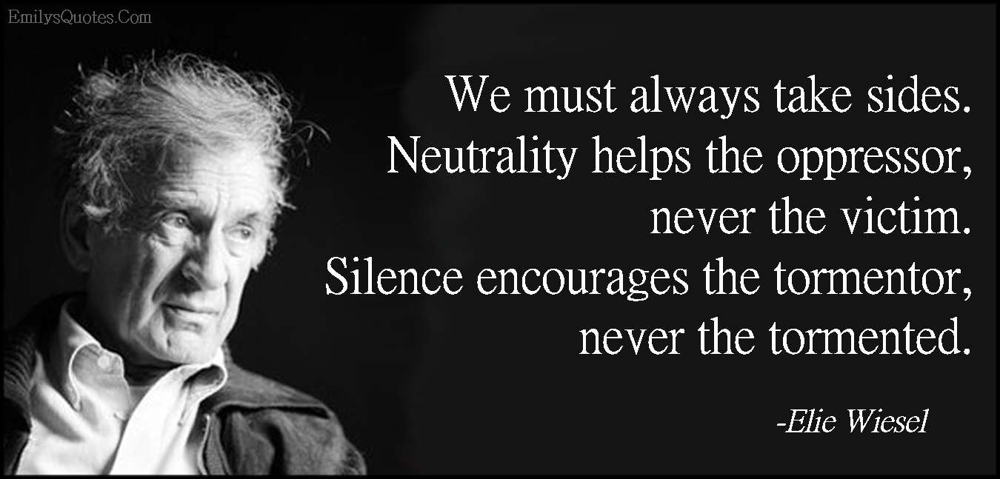 EmilysQuotes.Com
We must always take sides.
Neutrality helps the oppressor,
never the victim.
Silence encourages the tormentor,
never the tormented.
-Elie Wiesel